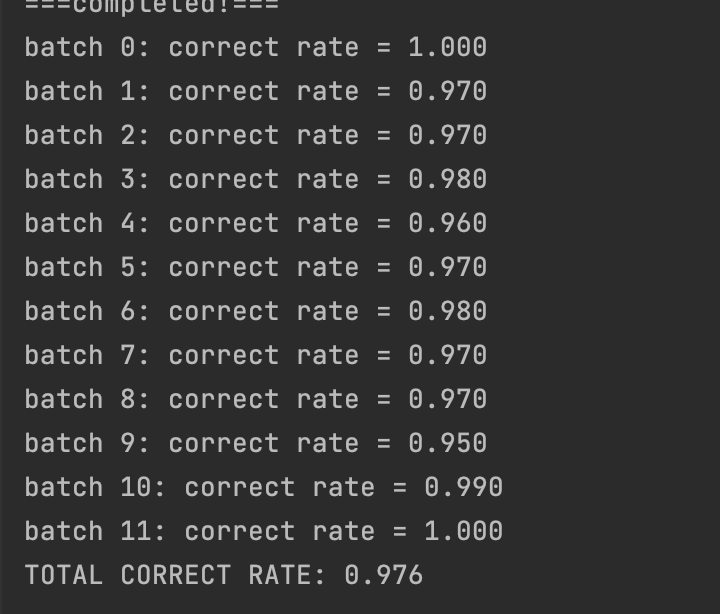 ===completed!===
batch 0: correct rate = 1.000
batch 1: correct rate = 0.970
batch 2: correct rate = 0.970
batch 3: correct rate = 0.980
batch 4: correct rate = 0.960
batch 5: correct rate = 0.970
batch 6: correct rate = 0.980
batch 7: correct rate = 0.970
batch 8: correct rate = 0.970
batch 9: correct rate = 0.950
batch 10: correct rate = 0.990
batch 11: correct rate = 1.000
TOTAL CORRECT RATE: 0.976